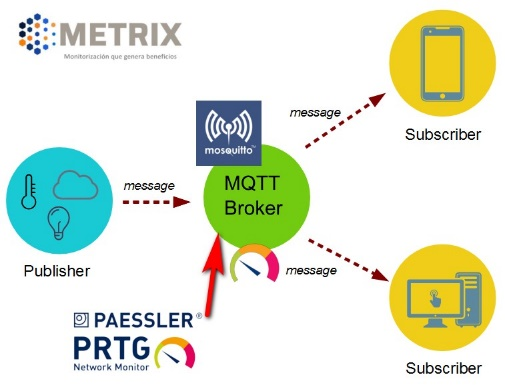 METRIX
Monitorización que genera beneficios
message
Subscriber
mosquitto
message
MQTT
Broker
Publisher
message
PAESSLER®
PRTG
Network Monitor
Subscriber